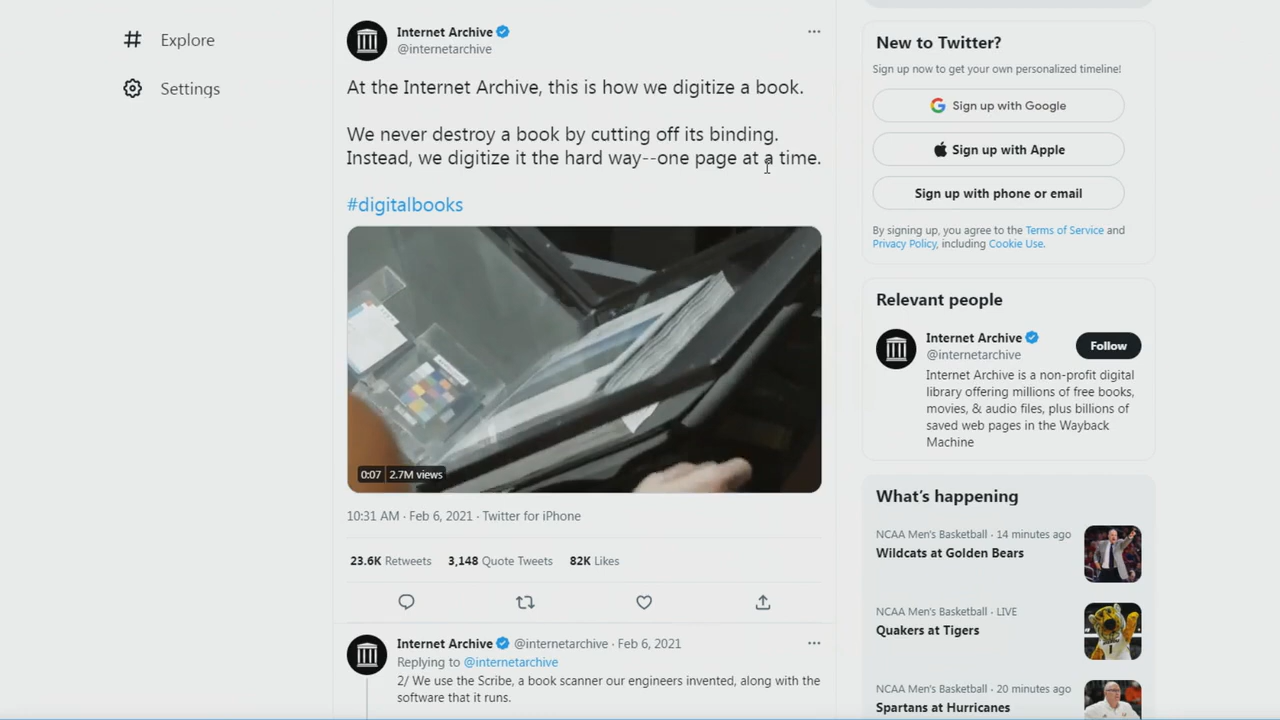 Explore
Settings
Internet Archive
@internetarchive
At the Internet Archive, this is how we digitize a book.
We never destroy a book by cutting off its binding.
Instead, we digitize it the hard way--one page at a time.
#digitalbooks
0:07 2.7M views
10:31 AM · Feb 6, 2021 · Twitter for iPhone
23.6K Retweets 3,148 Quote Tweets 82K Likes
Internet Archive @internetarchive · Feb 6, 2021
Replying to @internetarchive
2/ We use the Scribe, a book scanner our engineers invented, along with the
software that it runs.
New to Twitter?
Sign up now to get your own personalized timeline!
Sign up with Google
Sign up with Apple
Sign up with phone or email
By signing up, you agree to the Terms of Service and
Privacy Policy, including Cookie Use.
Relevant people
Internet Archive
@internetarchive
Follow
Internet Archive is a non-profit digital
library offering millions of free books,
movies, & audio files, plus billions of
saved web pages in the Wayback
Machine
What's happening
NCAA Men's Basketball · 14 minutes ago
Wildcats at Golden Bears
NCAA Men's Basketball · LIVE
Quakers at Tigers
NCAA Men's Basketball · 20 minutes ago
Spartans at Hurricanes